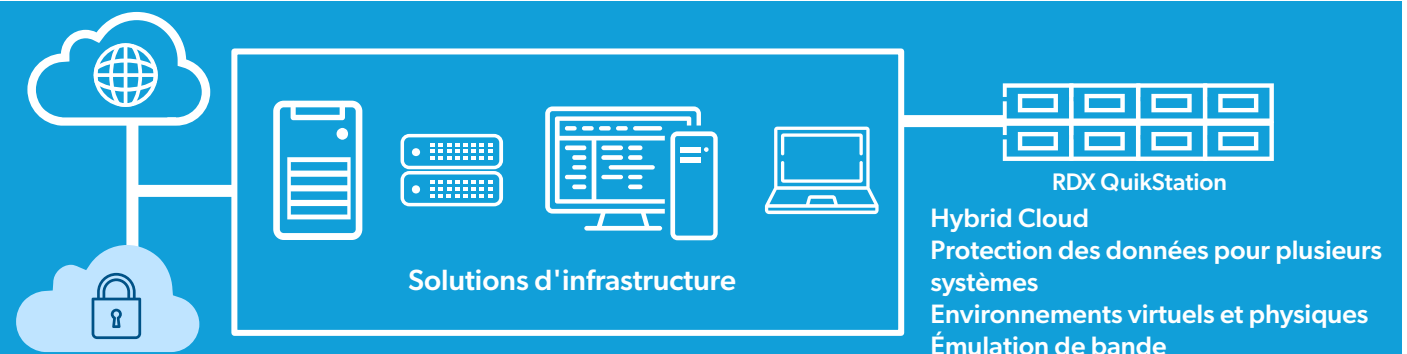 Solutions d'infrastructure
RDX QuikStation
Hybrid Cloud
Protection des données pour plusieurs
systèmes
Environnements virtuels et physiques
Émulation de bande